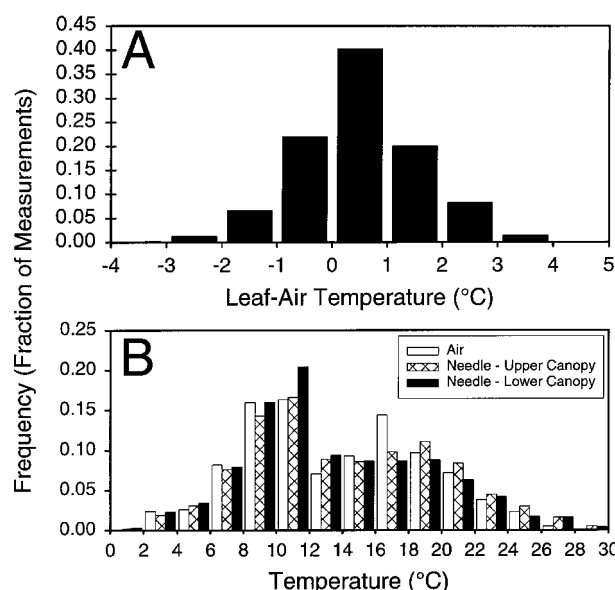 A
0.45
0.40
0.35
0.30
0.25
0.20
0.15
0.10
0.05
0.00
-4 -3 -2 -1 0 1 2 3 4 5
Leaf-Air Temperature (°C)
Frequency (Fraction of Measurements)
B
Air
Needle - Upper Canopy
Needle - Lower Canopy
0.25
0.20
0.15
0.10
0.05
0.00
0 2 4 6 8 10 12 14 16 18 20 22 24 26 28 30
Temperature (°C)